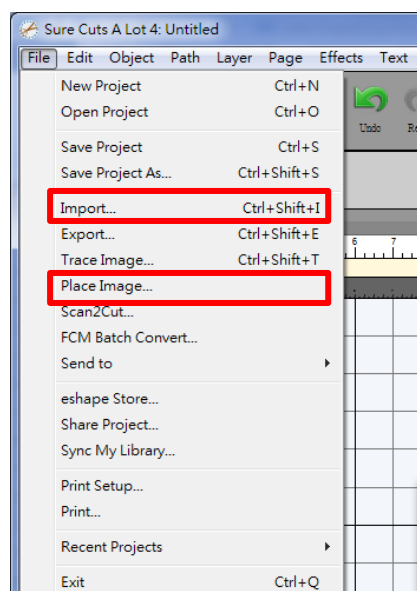 Sure Cuts A Lot 4: Untitled
File Edit Object Path Layer Page Effects Text
New Project Ctrl+N
Open Project Ctrl+O
Undo
Save Project Ctrl+S
Save Project As... Ctrl+Shift+S
Import... Ctrl+Shift+I
Export... Ctrl+Shift+E
6 7
Trace Image... Ctrl+Shift+T
Place Image...
Scan2Cut...
FCM Batch Convert...
Send to
eshape Store...
Share Project...
Sync My Library...
Print Setup...
Print...
Recent Projects
Exit Ctrl+Q